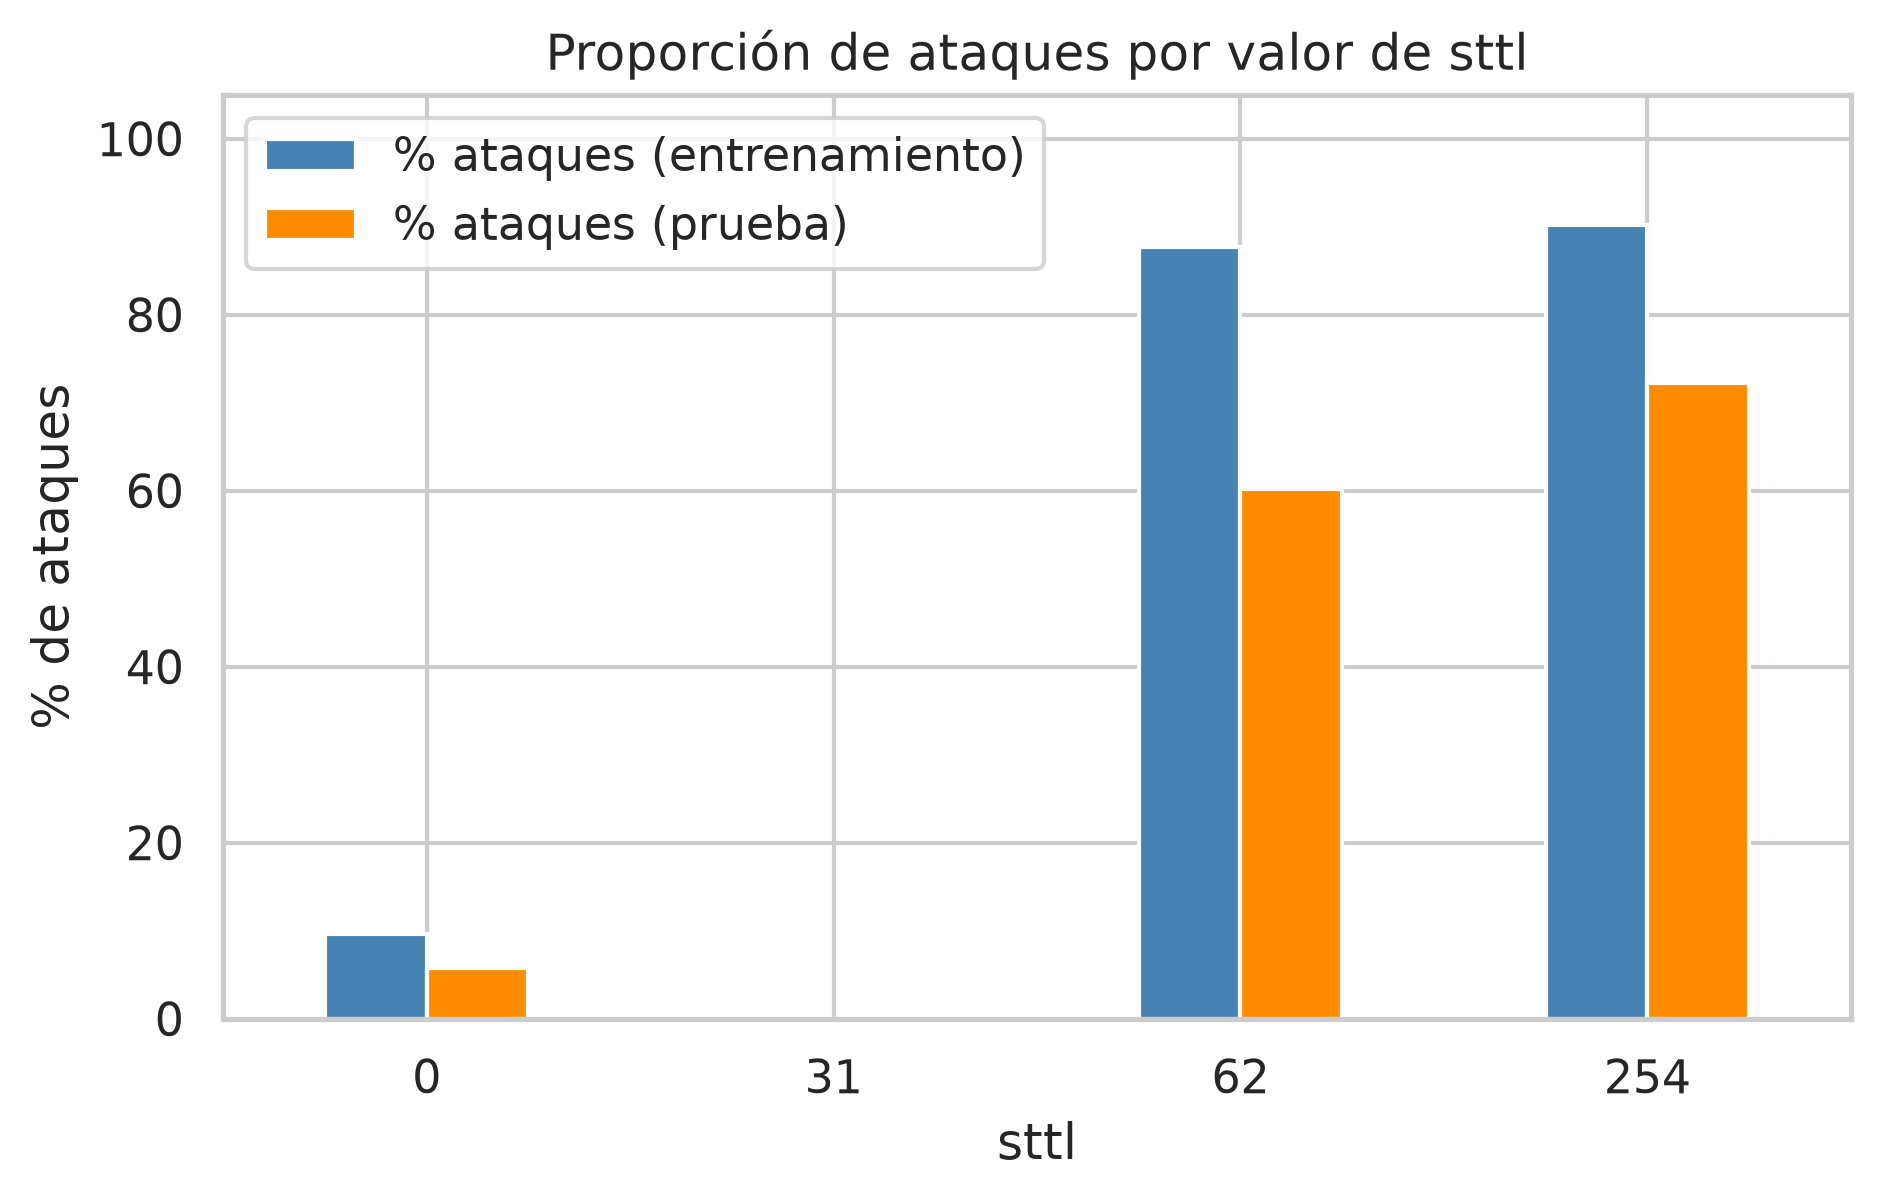 Proporción de ataques por valor de sttl
% ataques (entrenamiento)
% ataques (prueba)
% de ataques
100
80
60
40
20
0
0 31 62 254
sttl